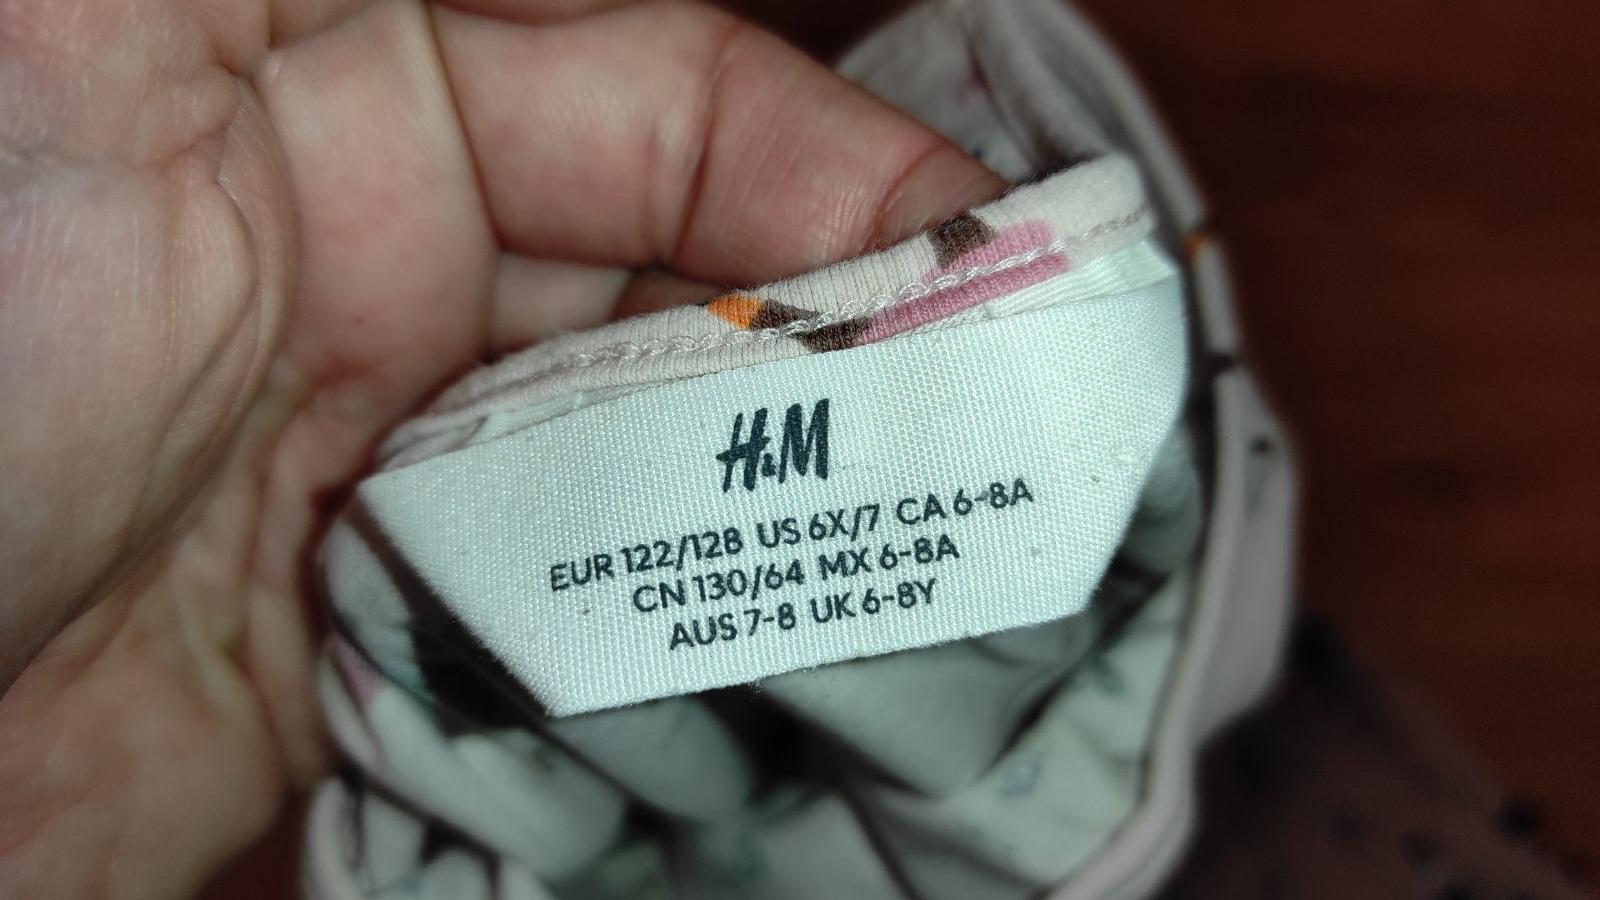 H&M
EUR 122/128 US 6X/7 CA 6-8A
CN 130/64 MX 6-8A
AUS 7-8 UK 6-8Y